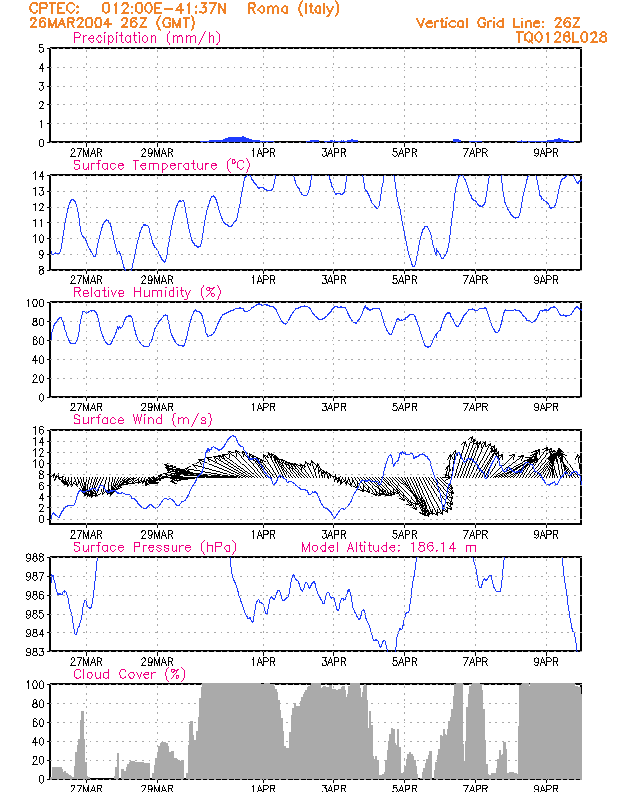 CPTEC:   012:00E-41:37N   Roma (Italy)
26MAR2004 26Z (GMT)   Vertical Grid Line: 26Z
Precipitation (mm/h)   TQ0126L028
5
4
3
2
1
0
27MAR 29MAR 1APR 3APR 5APR 7APR 9APR
Surface Temperature (°C)
14
13
12
11
10
9
8
27MAR 29MAR 1APR 3APR 5APR 7APR 9APR
Relative Humidity (%)
100
80
60
40
20
0
27MAR 29MAR 1APR 3APR 5APR 7APR 9APR
Surface Wind (m/s)
16
14
12
10
8
6
4
2
0
27MAR 29MAR 1APR 3APR 5APR 7APR 9APR
Surface Pressure (hPa)   Model Altitude: 186.14 m
988
987
986
985
984
983
27MAR 29MAR 1APR 3APR 5APR 7APR 9APR
Cloud Cover (%)
100
80
60
40
20
0
27MAR 29MAR 1APR 3APR 5APR 7APR 9APR